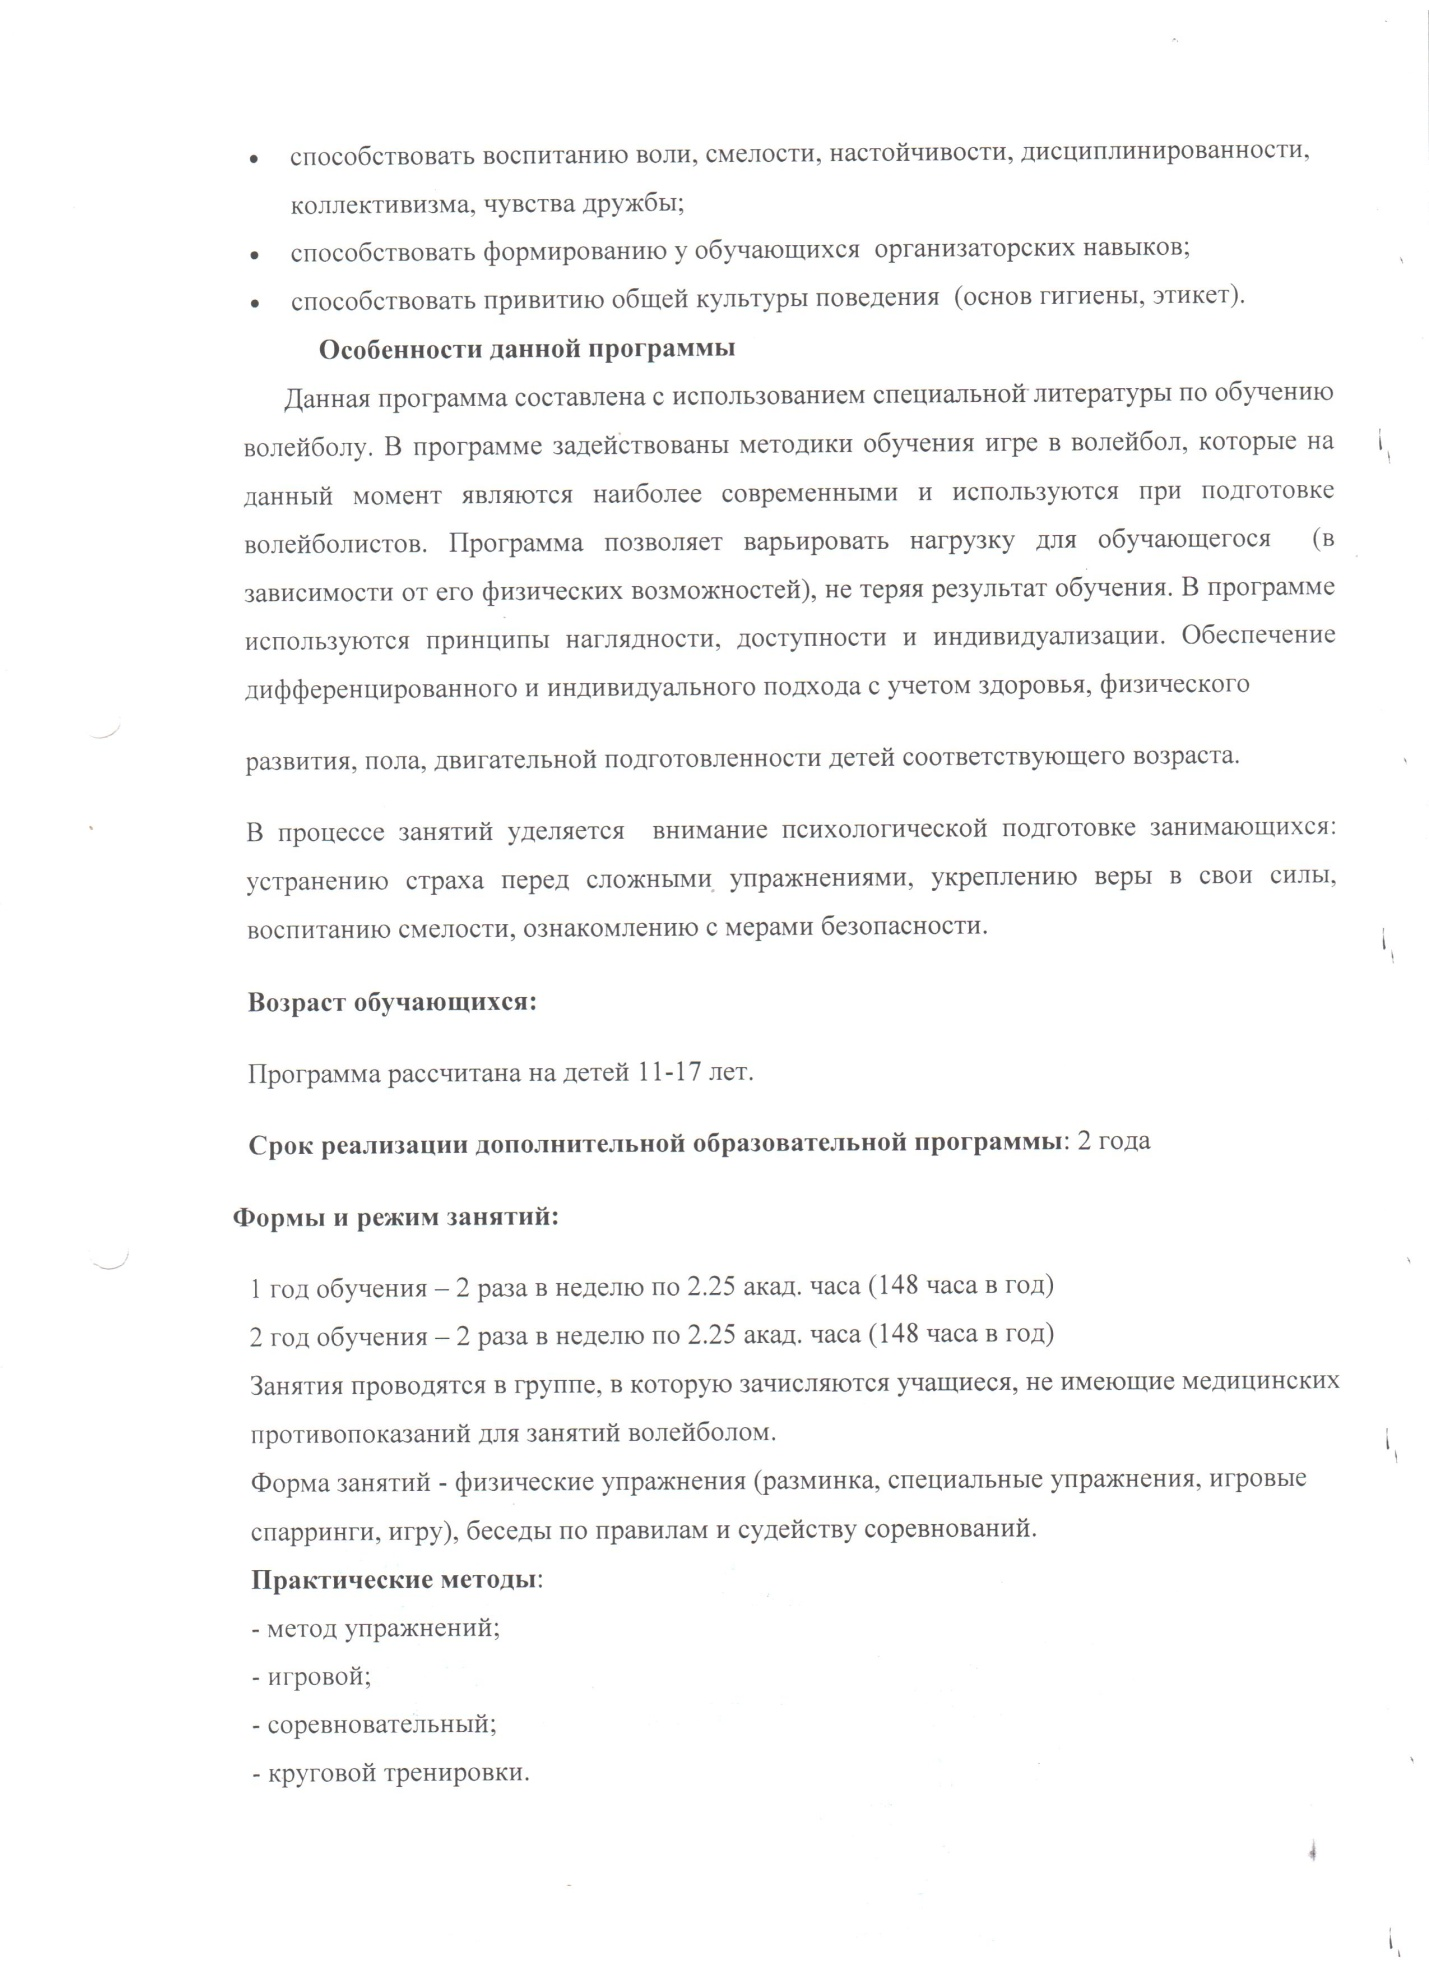 • способствовать воспитанию воли, смелости, настойчивости, дисциплинированности,
коллективизма, чувства дружбы;
• способствовать формированию у обучающихся организаторских навыков;
• способствовать привитию общей культуры поведения (основ гигиены, этикет).
Особенности данной программы
Данная программа составлена с использованием специальной литературы по обучению
волейболу. В программе задействованы методики обучения игре в волейбол, которые на
данный момент являются наиболее современными и используются при подготовке
волейболистов. Программа позволяет варьировать нагрузку для обучающегося (в
зависимости от его физических возможностей), не теряя результат обучения. В программе
используются принципы наглядности, доступности и индивидуализации. Обеспечение
дифференцированного и индивидуального подхода с учетом здоровья, физического
развития, пола, двигательной подготовленности детей соответствующего возраста.
В процессе занятий уделяется внимание психологической подготовке занимающихся:
устранению страха перед сложными упражнениями, укреплению веры в свои силы,
воспитанию смелости, ознакомлению с мерами безопасности.
Возраст обучающихся:
Программа рассчитана на детей 11-17 лет.
Срок реализации дополнительной образовательной программы: 2 года
Формы и режим занятий:
1 год обучения – 2 раза в неделю по 2.25 акад. часа (148 часа в год)
2 год обучения – 2 раза в неделю по 2.25 акад. часа (148 часа в год)
Занятия проводятся в группе, в которую зачисляются учащиеся, не имеющие медицинских
противопоказаний для занятий волейболом.
Форма занятий - физические упражнения (разминка, специальные упражнения, игровые
спарринги, игру), беседы по правилам и судейству соревнований.
Практические методы:
- метод упражнений;
- игровой;
- соревновательный;
- круговой тренировки.